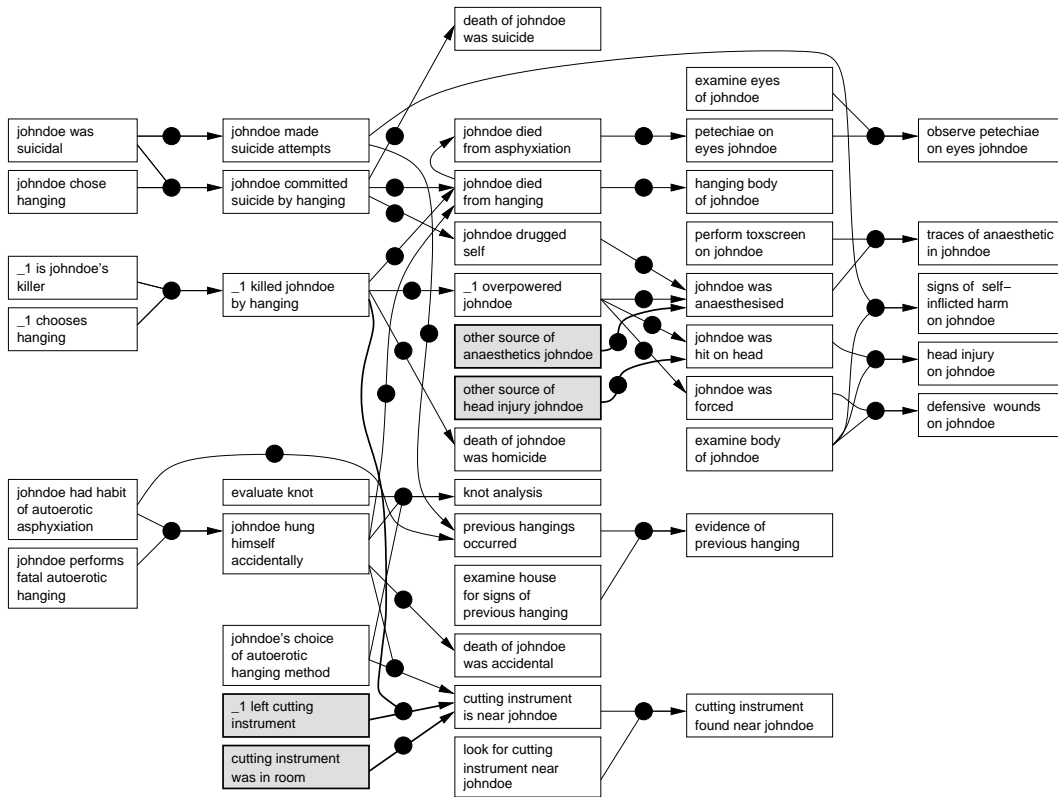 death of johndoe
was suicide
examine eyes
of johndoe
johndoe was
suicidal
johndoe made
suicide attempts
johndoe died
from asphyxiation
petechiae on
eyes johndoe
observe petechiae
on eyes johndoe
johndoe chose
hanging
johndoe committed
suicide by hanging
johndoe died
from hanging
hanging body
of johndoe
johndoe drugged
self
perform toxscreen
on johndoe
traces of anaesthetic
in johndoe
_1 is johndoe's
killer
_1 killed johndoe
by hanging
_1 overpowered
johndoe
johndoe was
anaesthesised
signs of self–
inflicted harm
on johndoe
_1 chooses
hanging
other source of
anaesthetics johndoe
johndoe was
hit on head
head injury
on johndoe
other source of
head injury johndoe
johndoe was
forced
defensive wounds
on johndoe
death of johndoe
was homicide
examine body
of johndoe
johndoe had habit
of autoerotic
asphyxiation
evaluate knot
knot analysis
johndoe hung
himself
accidentally
previous hangings
occurred
evidence of
previous hanging
johndoe performs
fatal autoerotic
hanging
examine house
for signs of
previous hanging
johndoe's choice
of autoerotic
hanging method
death of johndoe
was accidental
_1 left cutting
instrument
cutting instrument
is near johndoe
cutting instrument
found near johndoe
cutting instrument
was in room
look for cutting
instrument near
johndoe